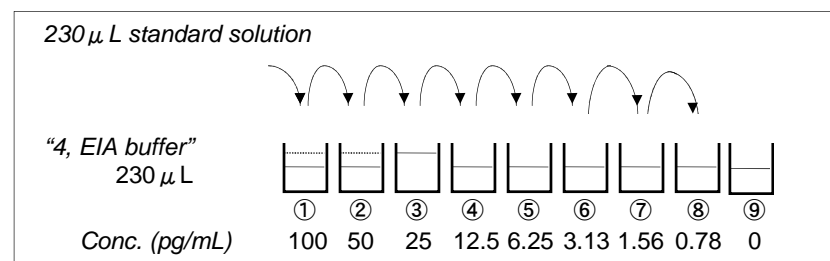 230 μ L standard solution
“4, EIA buffer”
230 μ L
① ② ③ ④ ⑤ ⑥ ⑦ ⑧ ⑨
Conc. (pg/mL) 100 50 25 12.5 6.25 3.13 1.56 0.78 0